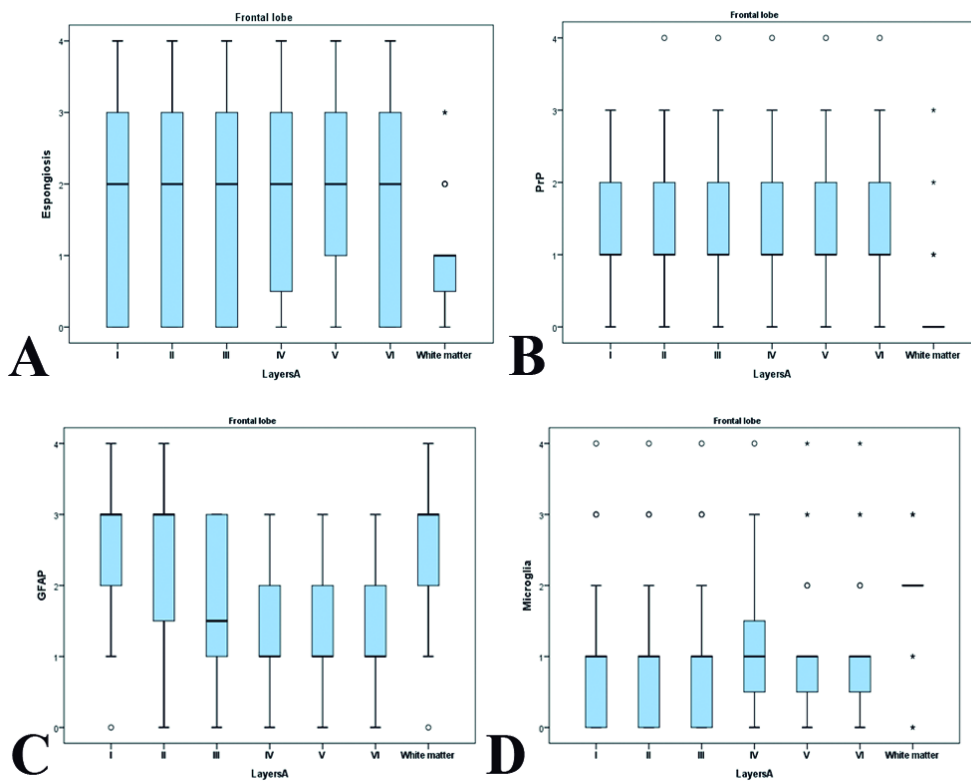 Frontal lobe
4
3
2
1
0
Espongiosis
I II III IV V VI White matter
LayersA
A
Frontal lobe
4
3
2
1
0
PrP
I II III IV V VI White matter
LayersA
B
Frontal lobe
4
3
2
1
0
GFAP
I II III IV V VI White matter
LayersA
C
Frontal lobe
4
3
2
1
0
Microglia
I II III IV V VI White matter
LayersA
D